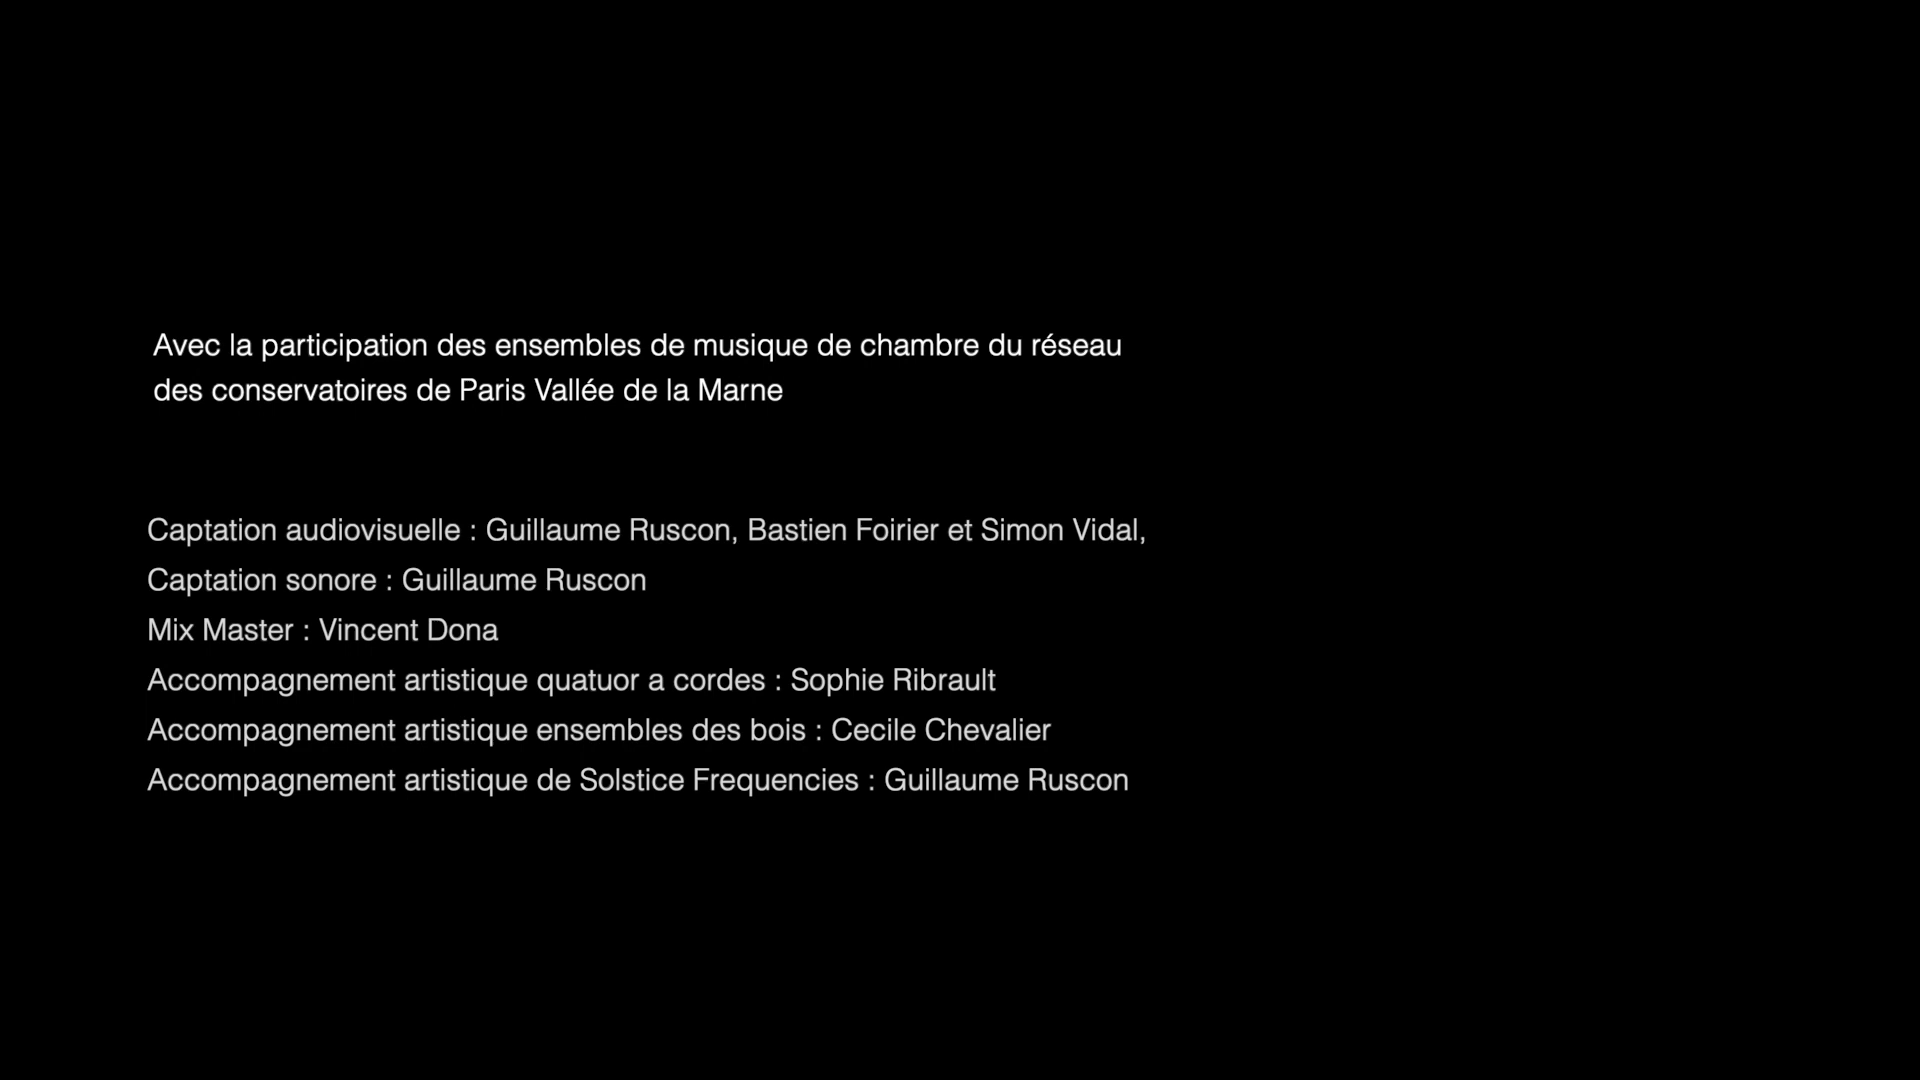 Avec la participation des ensembles de musique de chambre du réseau
des conservatoires de Paris Vallée de la Marne
Captation audiovisuelle : Guillaume Ruscon, Bastien Foirier et Simon Vidal,
Captation sonore : Guillaume Ruscon
Mix Master : Vincent Dona
Accompagnement artistique quatuor a cordes : Sophie Ribrault
Accompagnement artistique ensembles des bois : Cecile Chevalier
Accompagnement artistique de Solstice Frequencies : Guillaume Ruscon